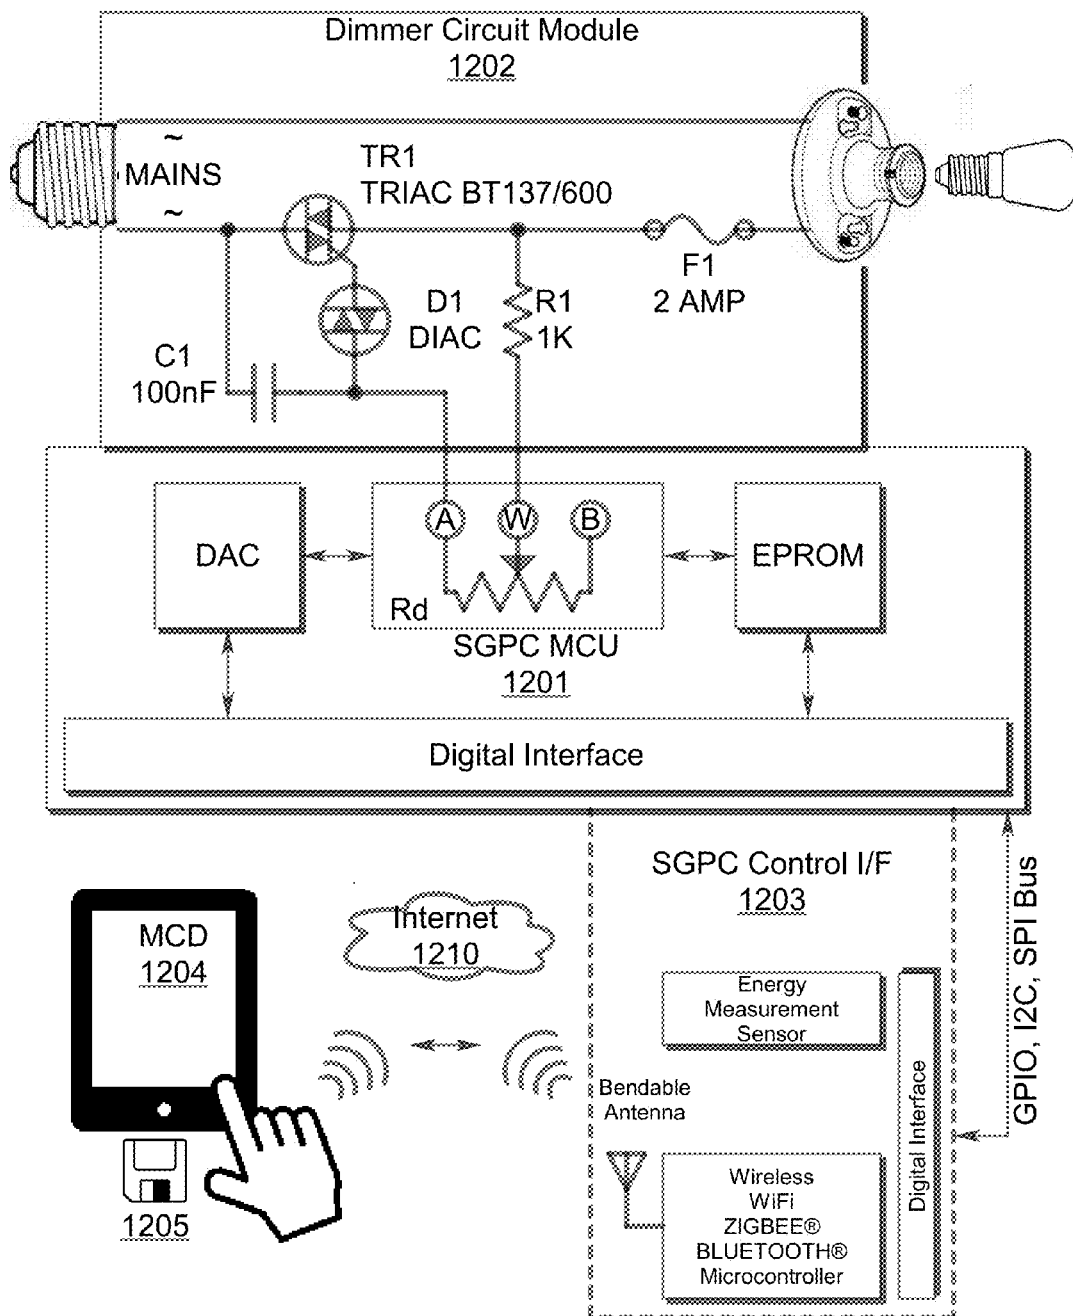 Dimmer Circuit Module
1202
~
MAINS
~
TR1
TRIAC BT137/600
F1
2 AMP
D1
DIAC
R1
1K
C1
100nF
DAC
A
W
B
Rd
EPROM
SGPC MCU
1201
Digital Interface
SGPC Control I/F
1203
GPIO, I2C, SPI Bus
MCD
1204
Internet
1210
Energy
Measurement
Sensor
Digital Interface
Bendable
Antenna
Wireless
WiFi
ZIGBEE®
BLUETOOTH®
Microcontroller
1205